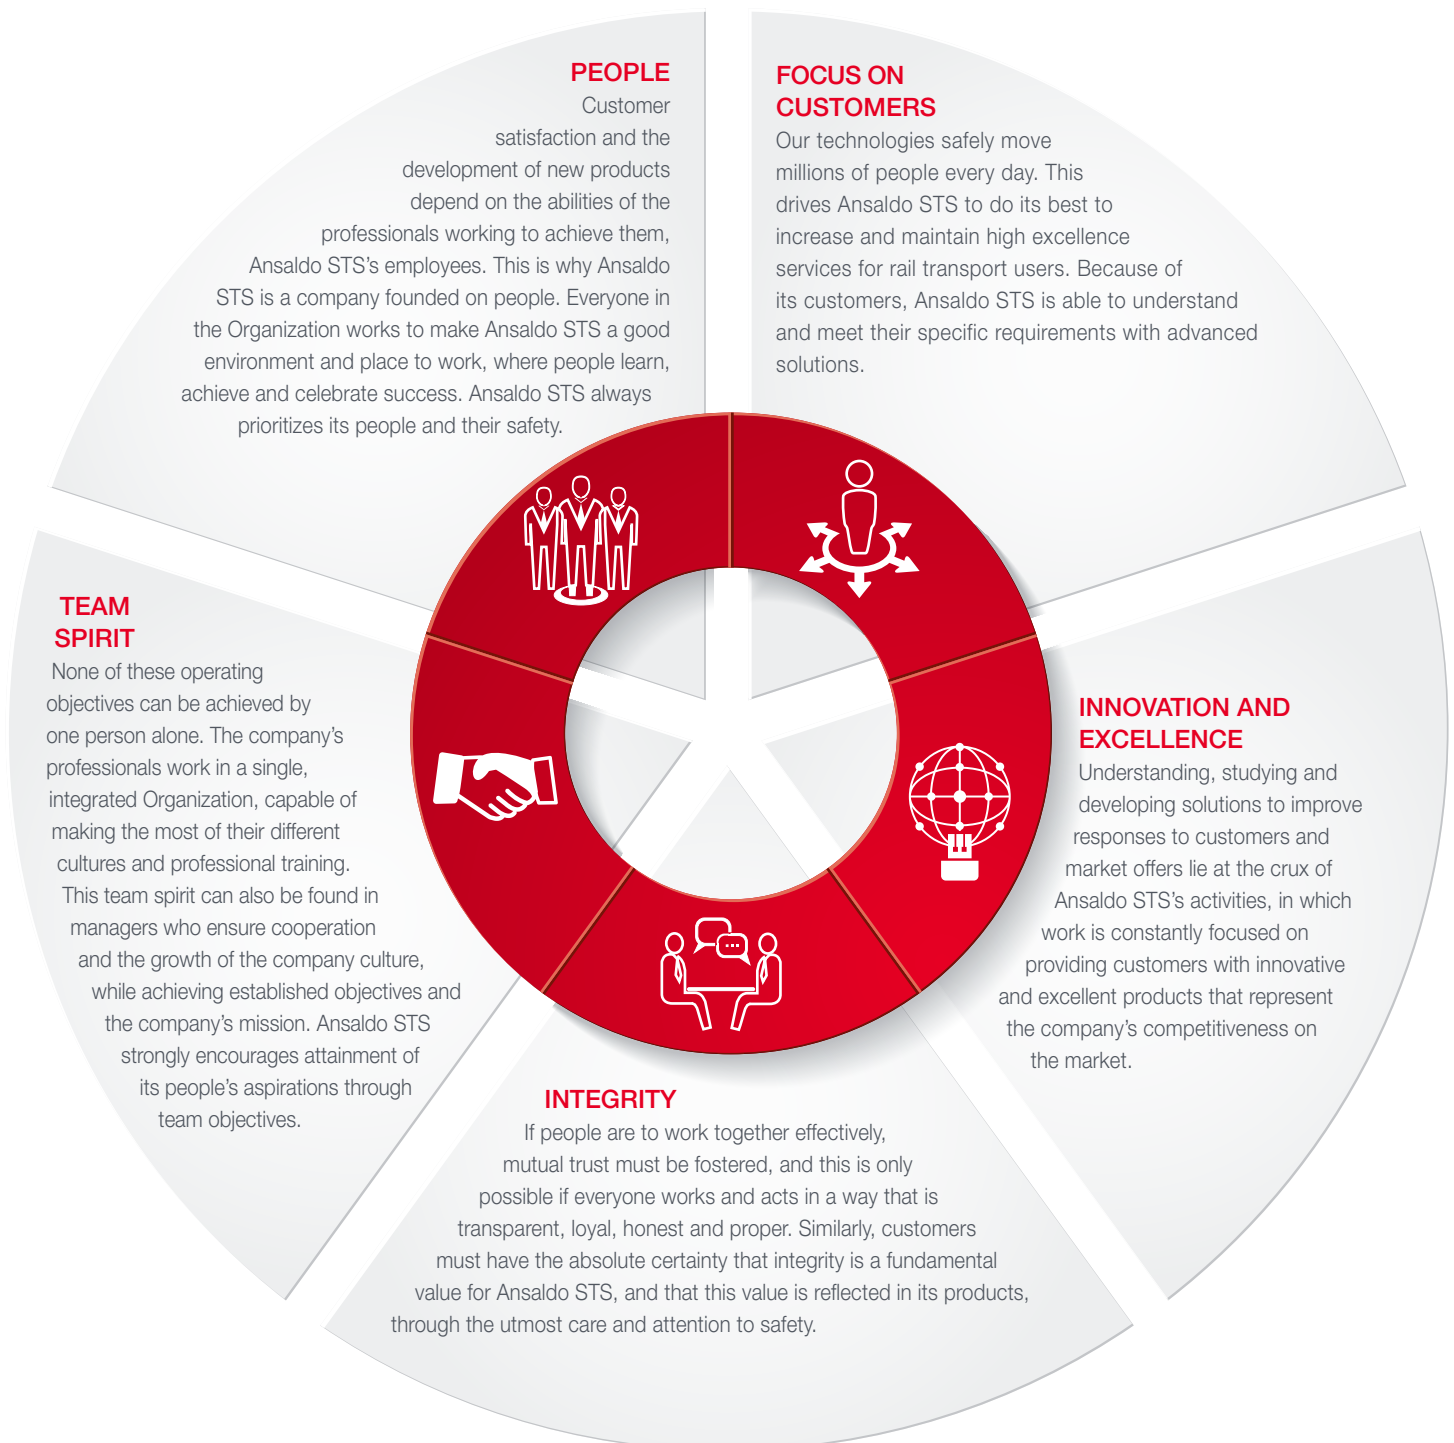 PEOPLE
Customer
satisfaction and the
development of new products
depend on the abilities of the
professionals working to achieve them,
Ansaldo STS’s employees. This is why Ansaldo
STS is a company founded on people. Everyone in
the Organization works to make Ansaldo STS a good
environment and place to work, where people learn,
achieve and celebrate success. Ansaldo STS always
prioritizes its people and their safety.
FOCUS ON
CUSTOMERS
Our technologies safely move
millions of people every day. This
drives Ansaldo STS to do its best to
increase and maintain high excellence
services for rail transport users. Because of
its customers, Ansaldo STS is able to understand
and meet their specific requirements with advanced
solutions.
TEAM
SPIRIT
None of these operating
objectives can be achieved by
one person alone. The company’s
professionals work in a single,
integrated Organization, capable of
making the most of their different
cultures and professional training.
This team spirit can also be found in
managers who ensure cooperation
and the growth of the company culture,
while achieving established objectives and
the company’s mission. Ansaldo STS
strongly encourages attainment of
its people’s aspirations through
team objectives.
INNOVATION AND
EXCELLENCE
Understanding, studying and
developing solutions to improve
responses to customers and
market offers lie at the crux of
Ansaldo STS’s activities, in which
work is constantly focused on
providing customers with innovative
and excellent products that represent
the company’s competitiveness on
the market.
INTEGRITY
If people are to work together effectively,
mutual trust must be fostered, and this is only
possible if everyone works and acts in a way that is
transparent, loyal, honest and proper. Similarly, customers
must have the absolute certainty that integrity is a fundamental
value for Ansaldo STS, and that this value is reflected in its products,
through the utmost care and attention to safety.